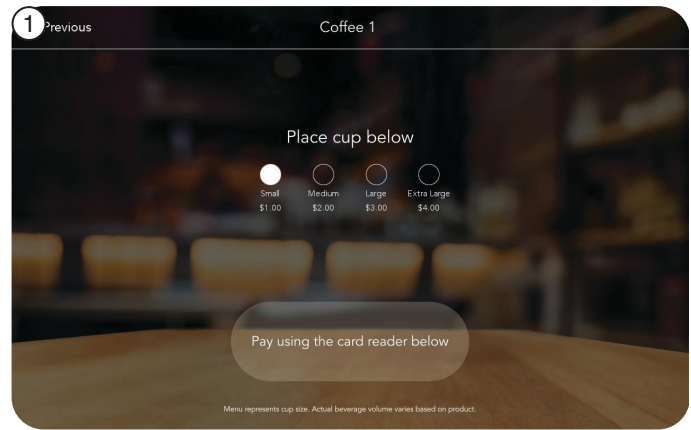 1
Previous
Coffee 1
Place cup below
Small Medium Large Extra Large
$1.00 $2.00 $3.00 $4.00
Pay using the card reader below
Menu represents cup size. Actual beverage volume varies based on product.